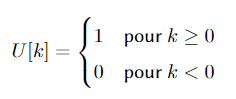 U[k] = { 1 pour k ≥ 0
0 pour k < 0